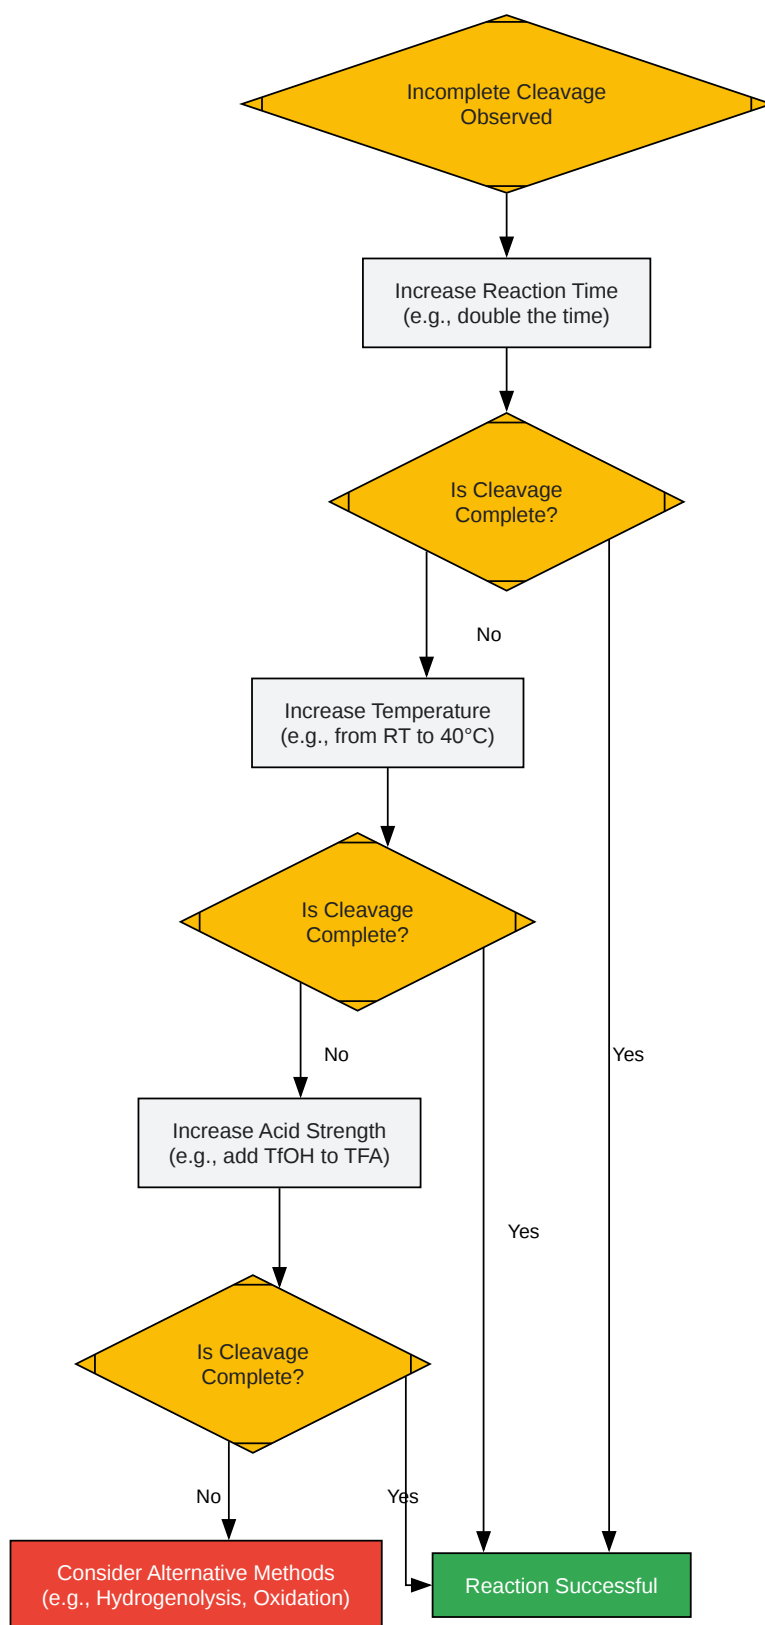 Incomplete Cleavage
Observed
Increase Reaction Time
(e.g., double the time)
Is Cleavage
Complete?
No
Increase Temperature
(e.g., from RT to 40°C)
Is Cleavage
Complete?
No
Yes
Increase Acid Strength
(e.g., add TfOH to TFA)
Yes
Is Cleavage
Complete?
No
Yes
Consider Alternative Methods
(e.g., Hydrogenolysis, Oxidation)
Reaction Successful